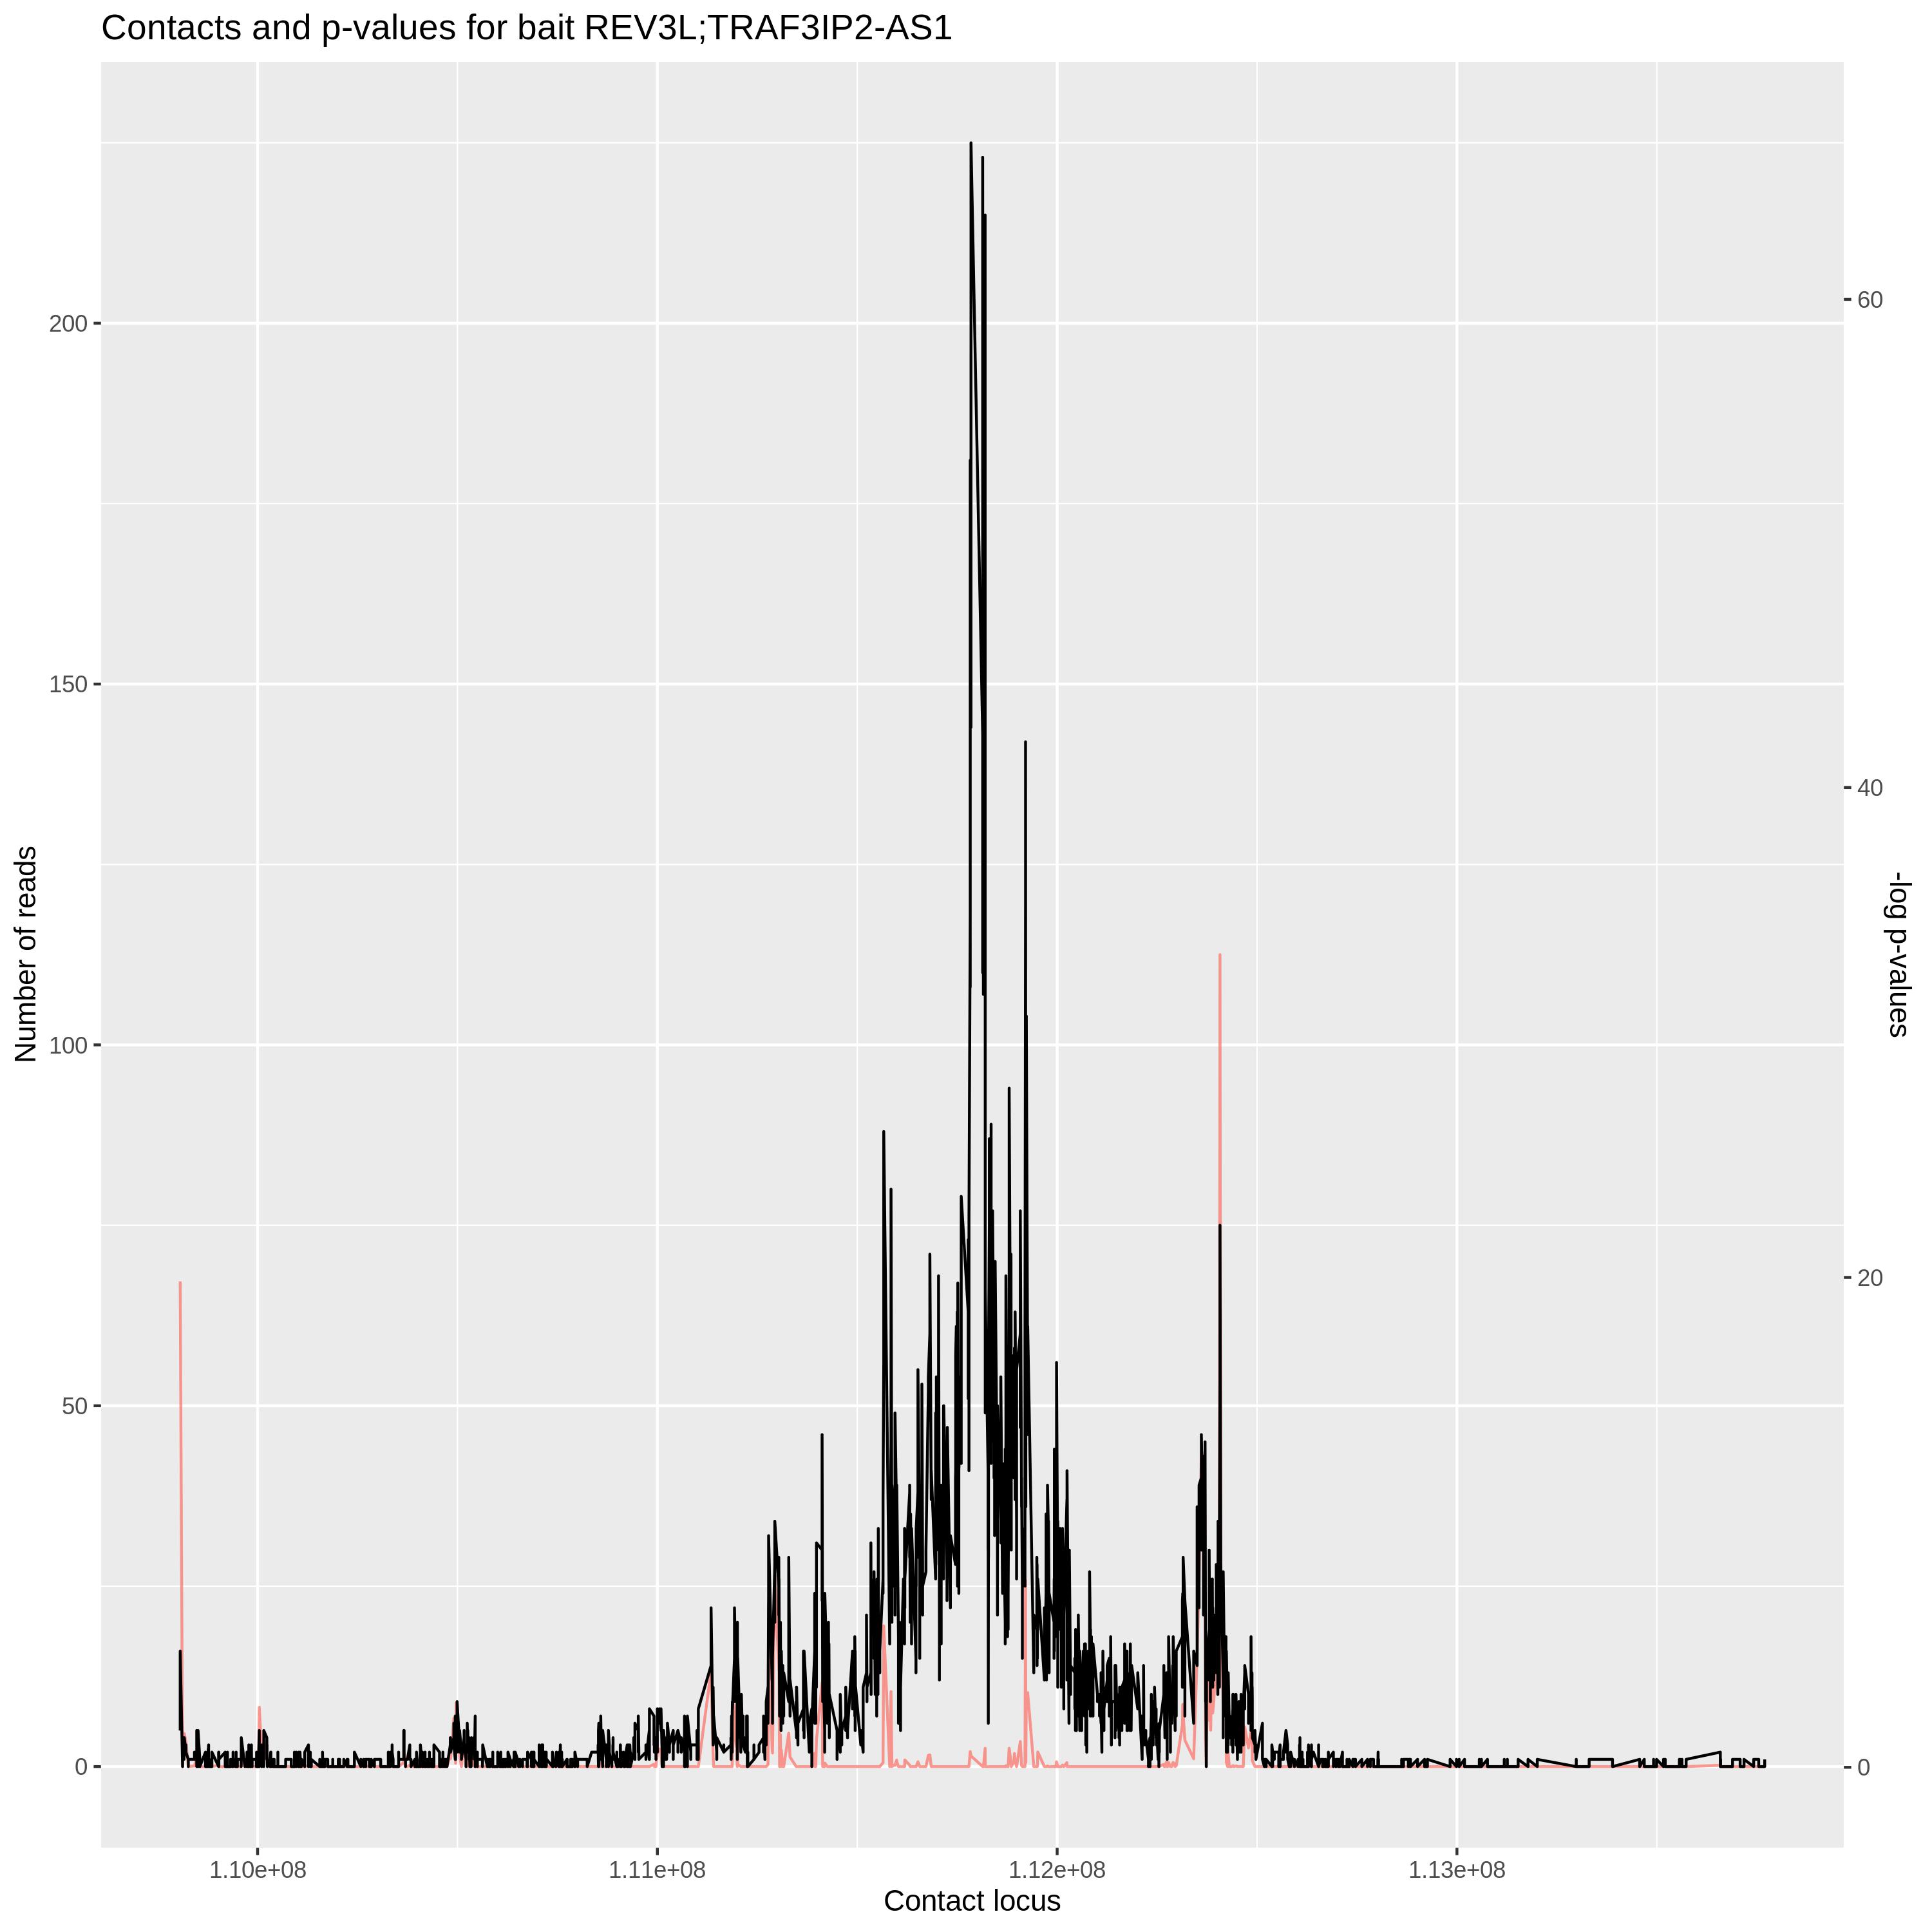 Contacts and p-values for bait REV3L;TRAF3IP2-AS1
Number of reads
200
150
100
50
0
60
40
20
0
-log p-values
1.10e+08
1.11e+08
1.12e+08
1.13e+08
Contact locus